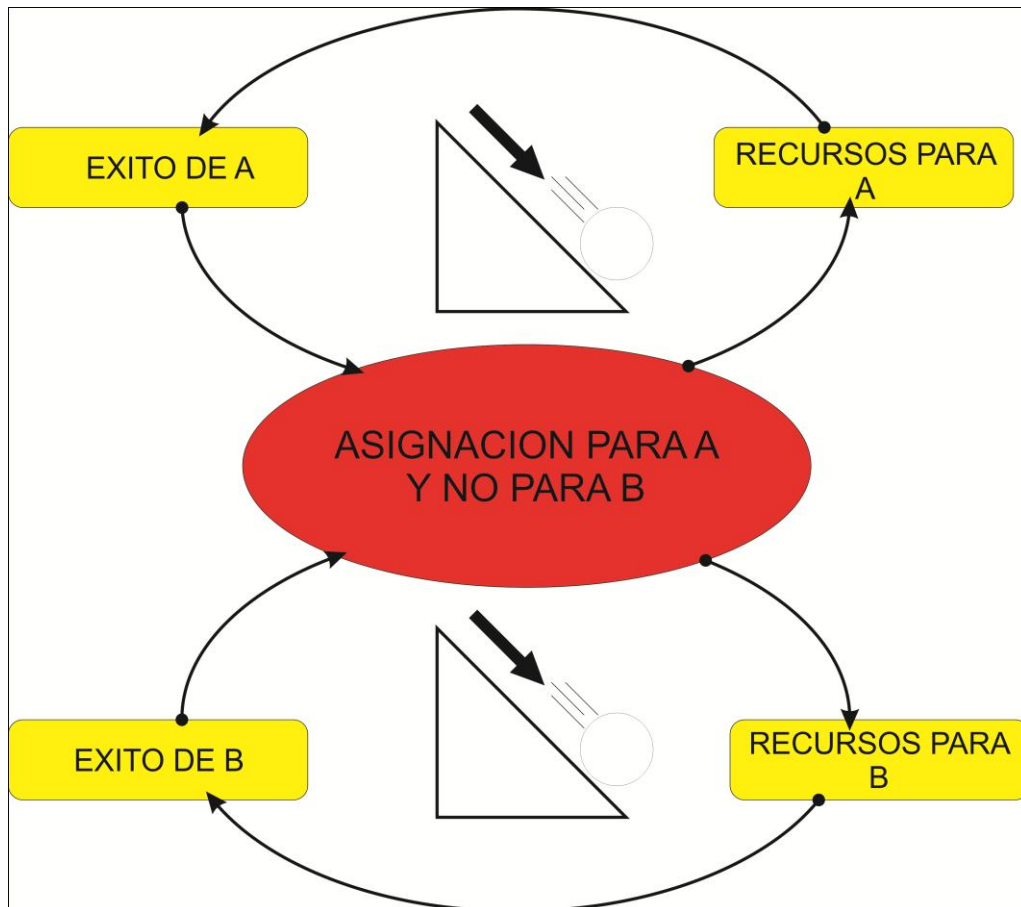 EXITO DE A
RECURSOS PARA
A
ASIGNACION PARA A
Y NO PARA B
EXITO DE B
RECURSOS PARA
B